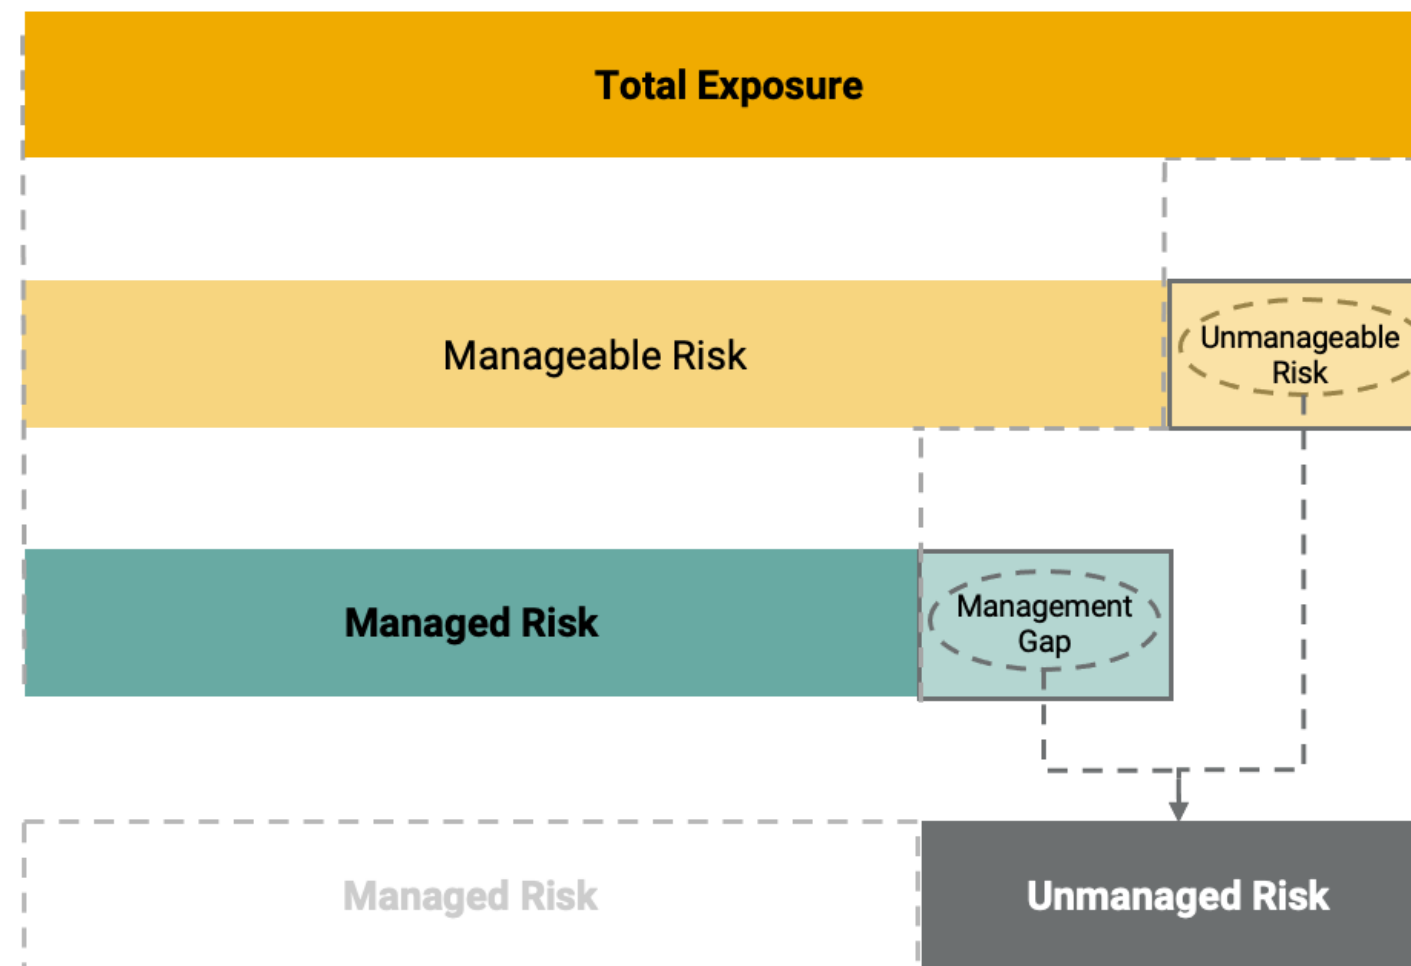 Total Exposure
Manageable Risk
Unmanageable
Risk
Managed Risk
Management
Gap
Managed Risk
Unmanaged Risk